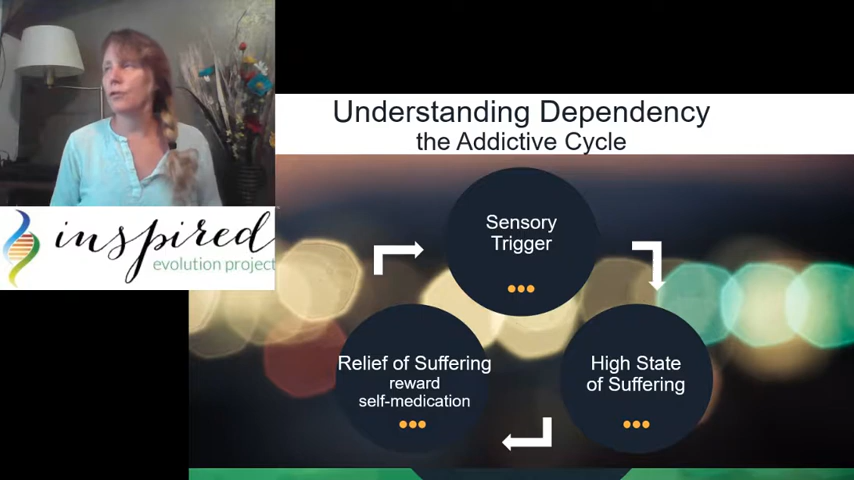 Understanding Dependency
the Addictive Cycle
Sensory
Trigger
High State
of Suffering
Relief of Suffering
reward
self-medication
inspired
evolution project